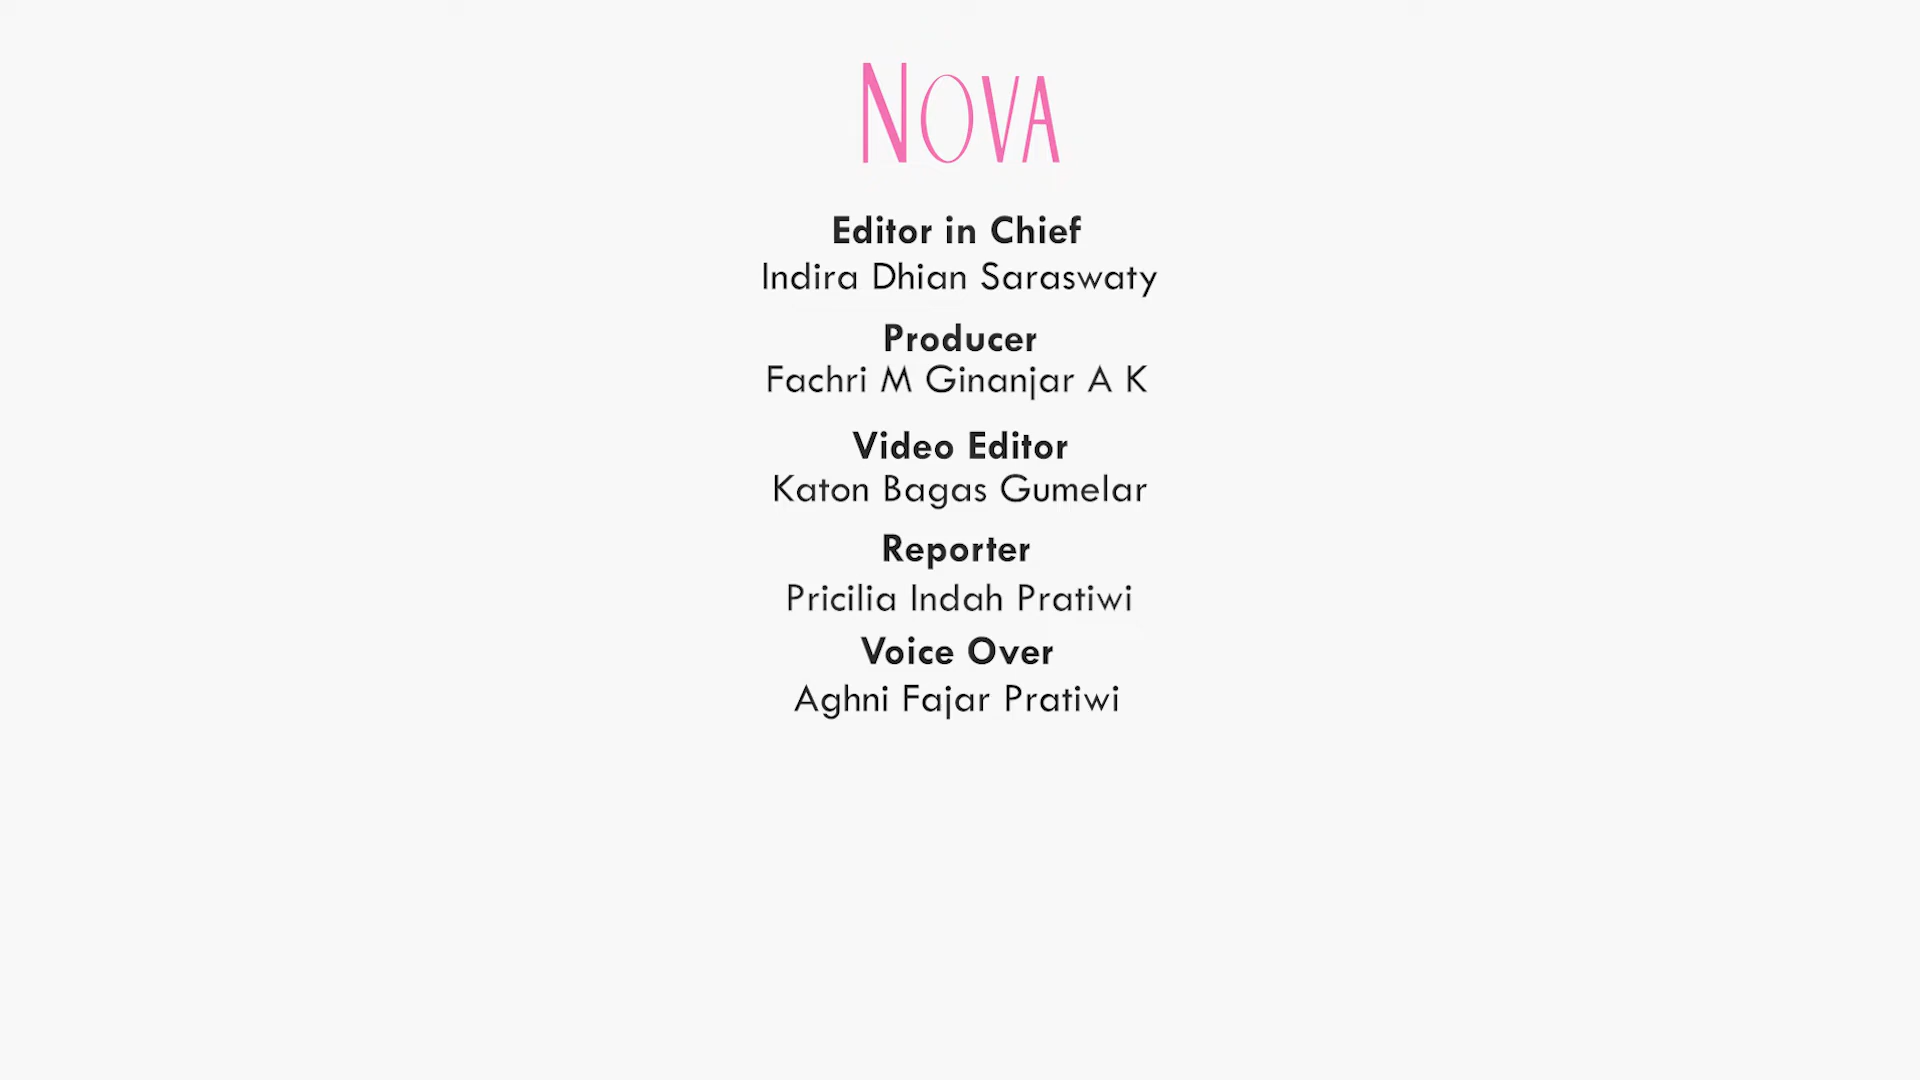 NOVA
Editor in Chief
Indira Dhian Saraswaty
Producer
Fachri M Ginanjar A K
Video Editor
Katon Bagas Gumelar
Reporter
Pricilia Indah Pratiwi
Voice Over
Aghni Fajar Pratiwi